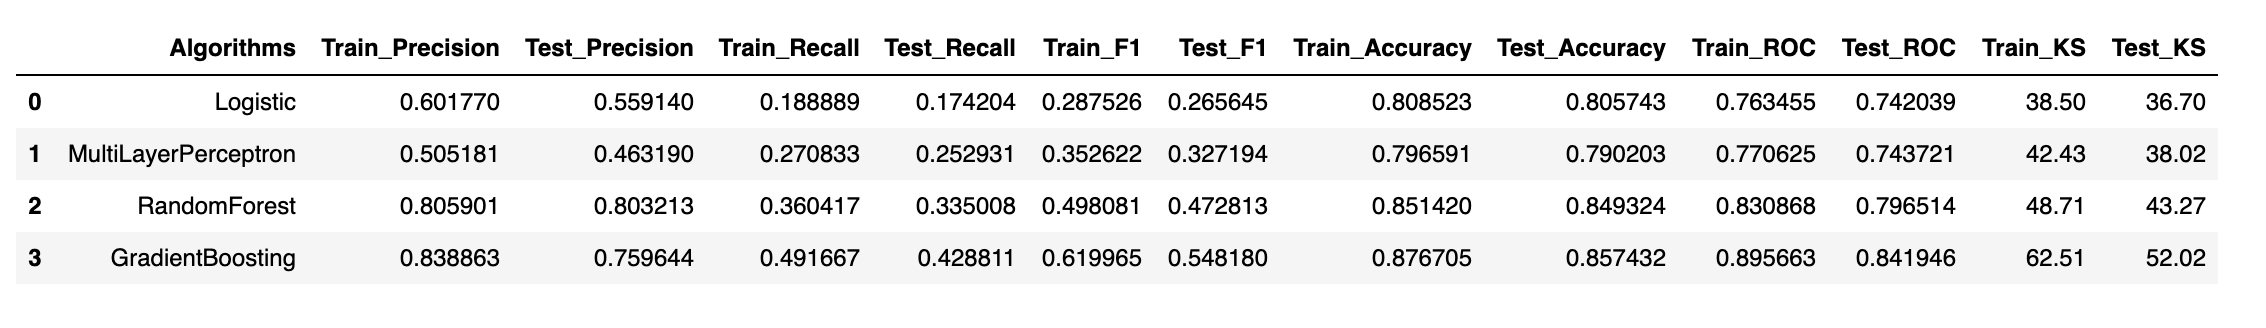 Algorithms Train_Precision Test_Precision Train_Recall Test_Recall Train_F1 Test_F1 Train_Accuracy Test_Accuracy Train_ROC Test_ROC Train_KS Test_KS
0 Logistic 0.601770 0.559140 0.188889 0.174204 0.287526 0.265645 0.808523 0.805743 0.763455 0.742039 38.50 36.70
1 MultiLayerPerceptron 0.505181 0.463190 0.270833 0.252931 0.352622 0.327194 0.796591 0.790203 0.770625 0.743721 42.43 38.02
2 RandomForest 0.805901 0.803213 0.360417 0.335008 0.498081 0.472813 0.851420 0.849324 0.830868 0.796514 48.71 43.27
3 GradientBoosting 0.838863 0.759644 0.491667 0.428811 0.619965 0.548180 0.876705 0.857432 0.895663 0.841946 62.51 52.02